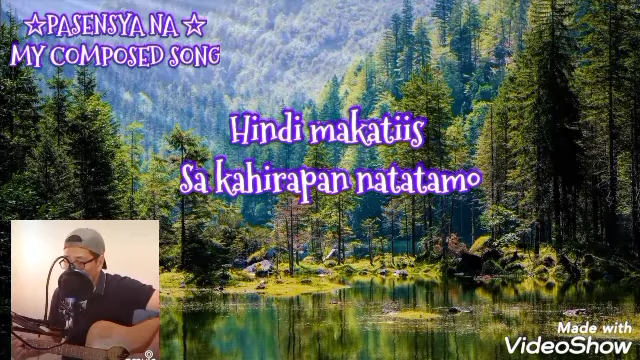 ☆PASENSYA NA ☆
MY COMPOSED SONG
Hindi makatiis
Sa kahirapan natatamo
Made with
VideoShow